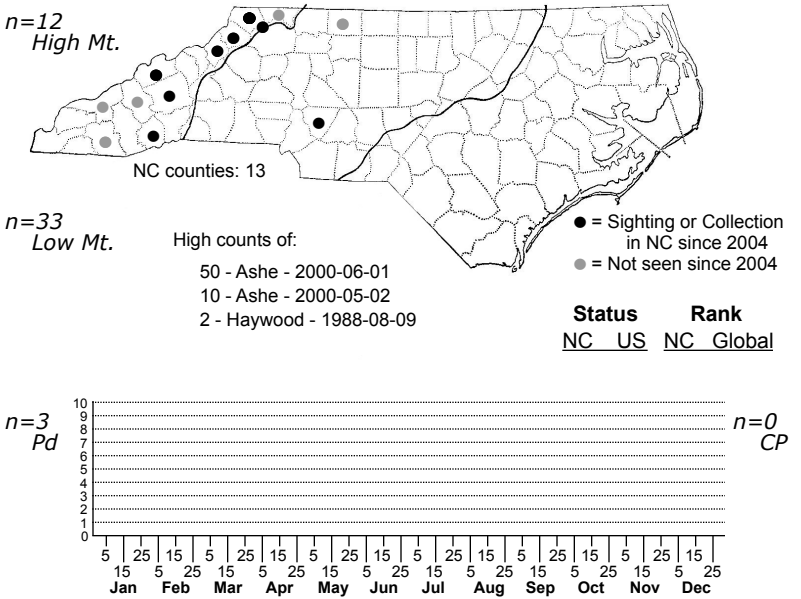 n=12
High Mt.
NC counties: 13
n=33
Low Mt.
High counts of:
50 - Ashe - 2000-06-01
10 - Ashe - 2000-05-02
2 - Haywood - 1988-08-09
● = Sighting or Collection
in NC since 2004
● = Not seen since 2004
Status Rank
NC US NC Global
n=3
Pd
n=0
CP
10
9
8
7
6
5
4
3
2
1
0
5 25 15 5 25 15 5 25 15 5 25 15 5 25 15 5 25 15
15 5 25 15 5 25 15 5 25 15 5 25 15 5 25 15 5 25
Jan Feb Mar Apr May Jun Jul Aug Sep Oct Nov Dec